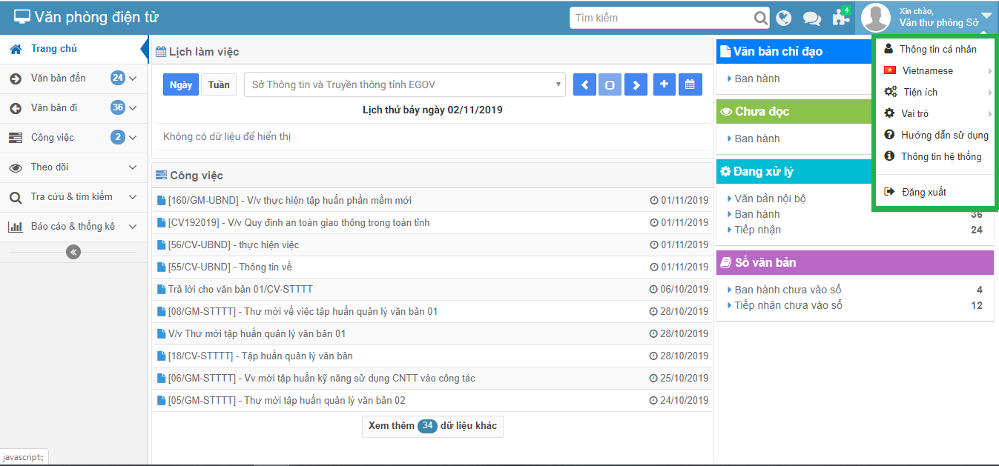 Văn phòng điện tử
Tìm kiếm
4
Xin chào,
Văn thư phòng Sở
Trang chủ
Văn bản đến 24
Văn bản đi 36
Công việc 2
Theo dõi
Tra cứu & tìm kiếm
Báo cáo & thống kê
Lịch làm việc
Ngày Tuần Sở Thông tin và Truyền thông tỉnh EGOV
Lịch thứ bảy ngày 02/11/2019
Không có dữ liệu để hiển thị
Công việc
[160/GM-UBND] - V/v thực hiện tập huấn phần mềm mới 01/11/2019
[CV192019] - V/v Quy định an toàn giao thông trong toàn tỉnh 01/11/2019
[56/CV-UBND] - thực hiện việc 01/11/2019
[55/CV-UBND] - Thông tin về 01/11/2019
Trả lời cho văn bản 01/CV-STTTT 06/10/2019
[08/GM-STTTT] - Thư mời về việc tập huấn quản lý văn bản 01 28/10/2019
V/v Thư mời tập huấn quản lý văn bản 01 28/10/2019
[18/CV-STTTT] - Tập huấn quản lý văn bản 28/10/2019
[06/GM-STTTT] - Vv mời tập huấn kỹ năng sử dụng CNTT vào công tác 25/10/2019
[05/GM-STTTT] - Thư mời tập huấn quản lý văn bản 02 24/10/2019
Xem thêm 34 dữ liệu khác
Văn bản chỉ đạo
Ban hành
Chưa đọc
Ban hành
Đang xử lý
Văn bản nội bộ
Ban hành 36
Tiếp nhận 24
Sổ văn bản
Ban hành chưa vào sổ 4
Tiếp nhận chưa vào sổ 12
Thông tin cá nhân
Vietnamese
Tiện ích
Vai trò
Hướng dẫn sử dụng
Thông tin hệ thống
Đăng xuất
javascript:;